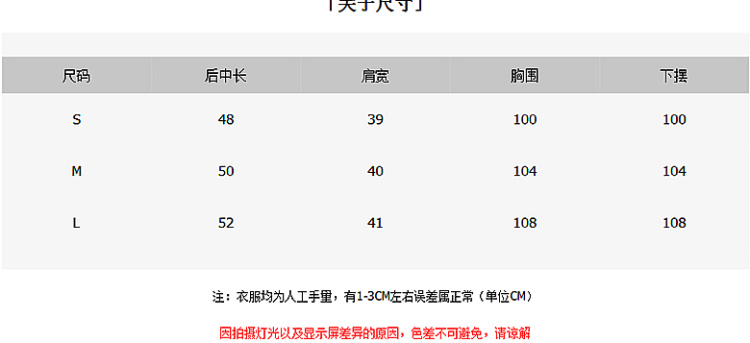 「关于尺寸」
尺码 后中长 肩宽 胸围 下摆
S 48 39 100 100
M 50 40 104 104
L 52 41 108 108
注：衣服均为人工手量，有1-3CM左右误差属正常（单位CM）
因拍摄灯光以及显示屏差异的原因，色差不可避免，请谅解